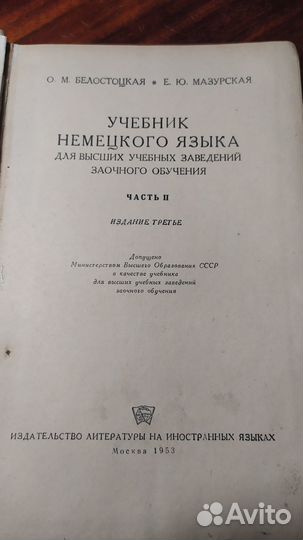 О. М. БЕЛОСТОЦКАЯ * Е. Ю. МАЗУРСКАЯ
УЧЕБНИК
НЕМЕЦКОГО ЯЗЫКА
ДЛЯ ВЫСШИХ УЧЕБНЫХ ЗАВЕДЕНИЙ
ЗАОЧНОГО ОБУЧЕНИЯ
ЧАСТЬ II
ИЗДАНИЕ ТРЕТЬЕ
Допущено
Министерством Высшего Образования СССР
в качестве учебника
для высших учебных заведений
заочного обучения
ИЗДАТЕЛЬСТВО ЛИТЕРАТУРЫ НА ИНОСТРАННЫХ ЯЗЫКАХ
Москва 1953
Avito